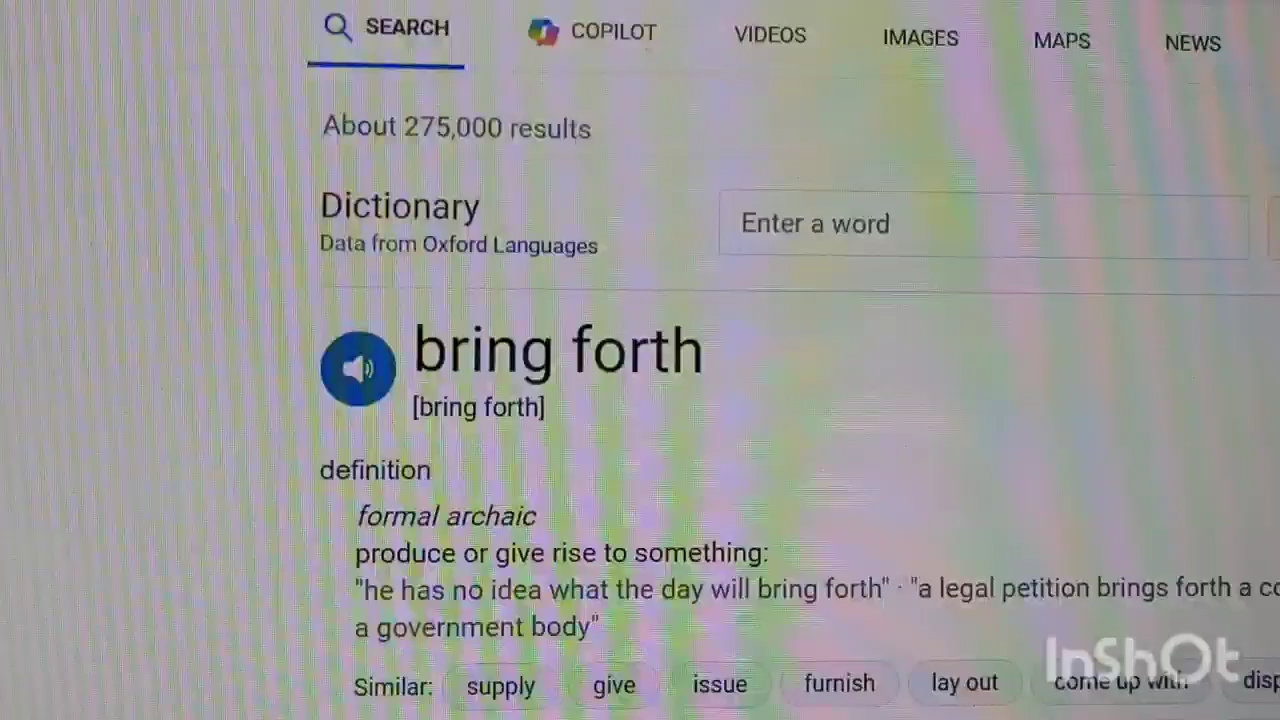 SEARCH COPILOT VIDEOS IMAGES MAPS NEWS
About 275,000 results
Dictionary
Data from Oxford Languages
Enter a word
bring forth
[bring forth]
definition
formal archaic
produce or give rise to something:
"he has no idea what the day will bring forth" · "a legal petition brings forth a
a government body"
Similar: supply give issue furnish lay out come up with
InShOt